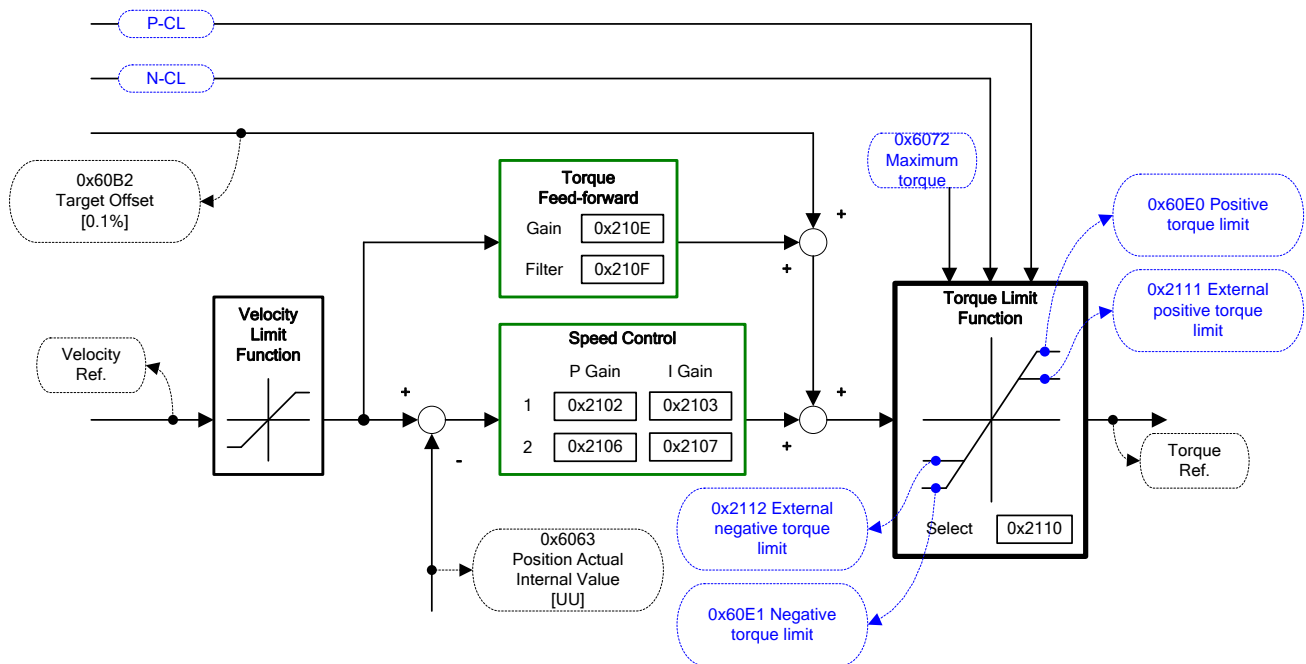 P-CL
N-CL
0x60B2
Target Offset
[0.1%]
Torque
Feed-forward
Gain 0x210E
Filter 0x210F
+
+
0x6072
Maximum
torque
0x60E0 Positive
torque limit
0x2111 External
positive torque
limit
Velocity
Ref.
Velocity
Limit
Function
+
-
Speed Control
P Gain I Gain
1 0x2102 0x2103
2 0x2106 0x2107
+
+
Torque Limit
Function
Select 0x2110
Torque
Ref.
0x2112 External
negative torque
limit
0x60E1 Negative
torque limit
0x6063
Position Actual
Internal Value
[UU]